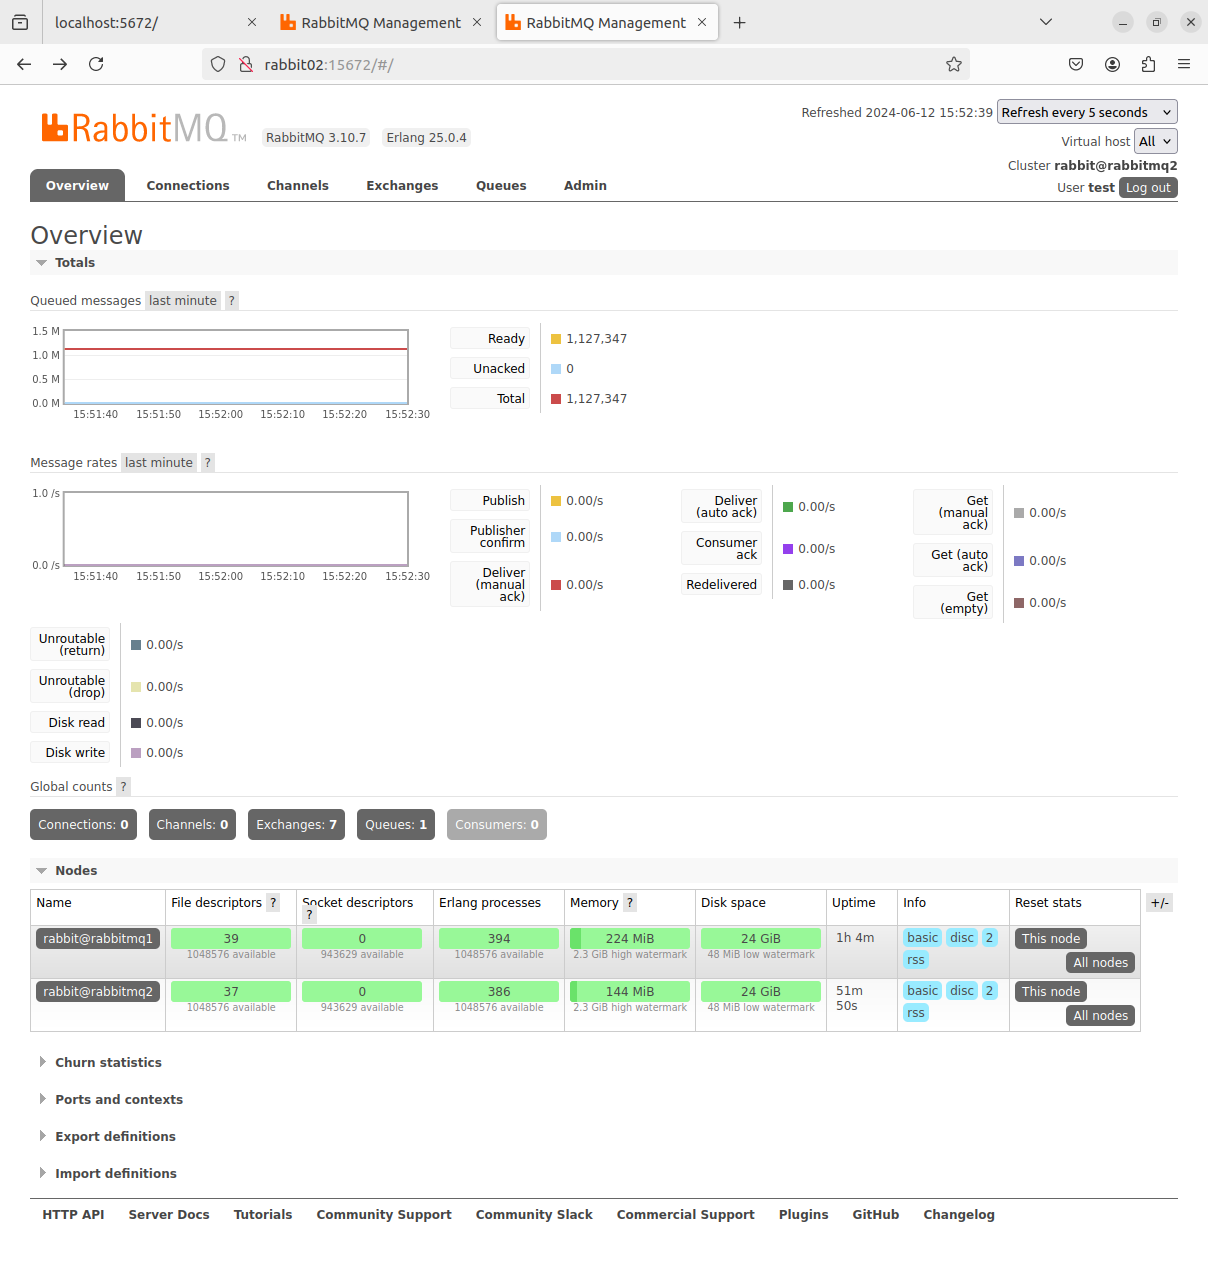 localhost:5672/
RabbitMQ Management
RabbitMQ Management
rabbit02:15672/#/
RabbitMQ TM
RabbitMQ 3.10.7
Erlang 25.0.4
Refreshed 2024-06-12 15:52:39
Refresh every 5 seconds
Virtual host
All
Cluster rabbit@rabbitmq2
User test Log out
Overview
Connections
Channels
Exchanges
Queues
Admin
Overview
Totals
Queued messages last minute ?
1.5 M
1.0 M
0.5 M
0.0 M
15:51:40 15:51:50 15:52:00 15:52:10 15:52:20 15:52:30
Ready 1,127,347
Unacked 0
Total 1,127,347
Message rates last minute ?
1.0 /s
0.0 /s
15:51:40 15:51:50 15:52:00 15:52:10 15:52:20 15:52:30
Publish 0.00/s
Publisher
confirm 0.00/s
Deliver
(manual
ack) 0.00/s
Deliver
(auto ack) 0.00/s
Consumer
ack 0.00/s
Redelivered 0.00/s
Get
(manual
ack) 0.00/s
Get (auto
ack) 0.00/s
Get
(empty) 0.00/s
Unroutable
(return) 0.00/s
Unroutable
(drop) 0.00/s
Disk read 0.00/s
Disk write 0.00/s
Global counts ?
Connections: 0
Channels: 0
Exchanges: 7
Queues: 1
Consumers: 0
Nodes
Name File descriptors ? Socket descriptors ? Erlang processes Memory ? Disk space Uptime Info Reset stats +/-
rabbit@rabbitmq1 39 0 394 224 MiB 24 GiB 1h 4m basic disc 2 This node
1048576 available 943629 available 1048576 available 2.3 GiB high watermark 48 MiB low watermark rss All nodes
rabbit@rabbitmq2 37 0 386 144 MiB 24 GiB 51m basic disc 2 This node
1048576 available 943629 available 1048576 available 2.3 GiB high watermark 48 MiB low watermark 50s rss All nodes
Churn statistics
Ports and contexts
Export definitions
Import definitions
HTTP API Server Docs Tutorials Community Support Community Slack Commercial Support Plugins GitHub Changelog